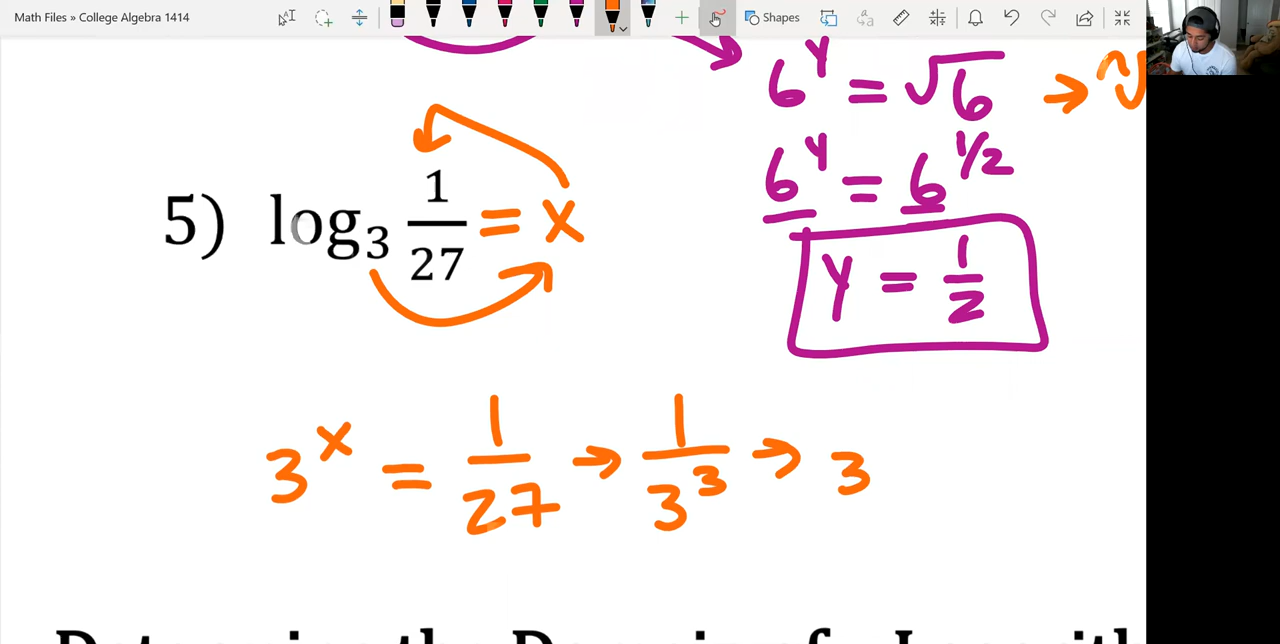 Math Files » College Algebra 1414
Shapes
6^y = √6 →
6^y = 6^{1/2}
y = 1/2
5) log₃ 1/27 = x
3^x = 1/27 → 1/3³ → 3